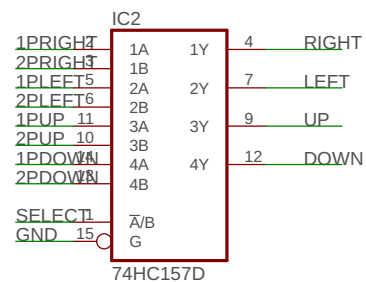 IC2
1PRIGHT 2 1A 1Y 4 RIGHT
2PRIGHT 3 1B
1PLEFT 5 2A 2Y 7 LEFT
2PLEFT 6 2B
1PUP 11 3A 3Y 9 UP
2PUP 10 3B
1PDOWN 14 4A 4Y 12 DOWN
2PDOWN 13 4B
SELECT 1 A̅/B
GND 15 G
74HC157D